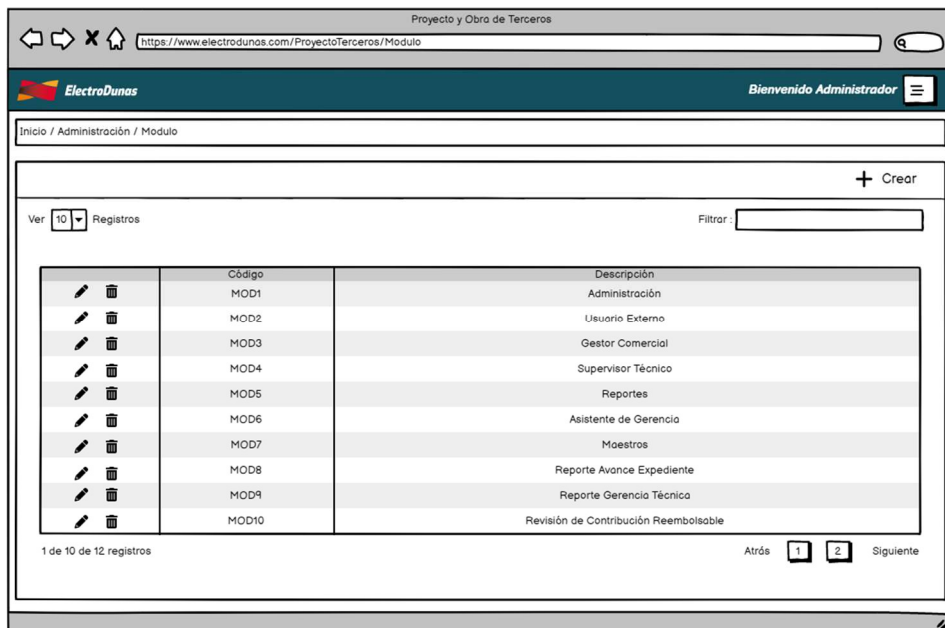 Proyecto y Obra de Terceros
https://www.electrodunas.com/ProyectoTerceros/Modulo
ElectroDunas
Bienvenido Administrador
Inicio / Administración / Modulo
Crear
Ver 10 Registros
Filtrar :
Código Descripción
MOD1 Administración
MOD2 Usuario Externo
MOD3 Gestor Comercial
MOD4 Supervisor Técnico
MOD5 Reportes
MOD6 Asistente de Gerencia
MOD7 Maestros
MOD8 Reporte Avance Expediente
MOD9 Reporte Gerencia Técnica
MOD10 Revisión de Contribución Reembolsable
1 de 10 de 12 registros
Atrás 1 2 Siguiente